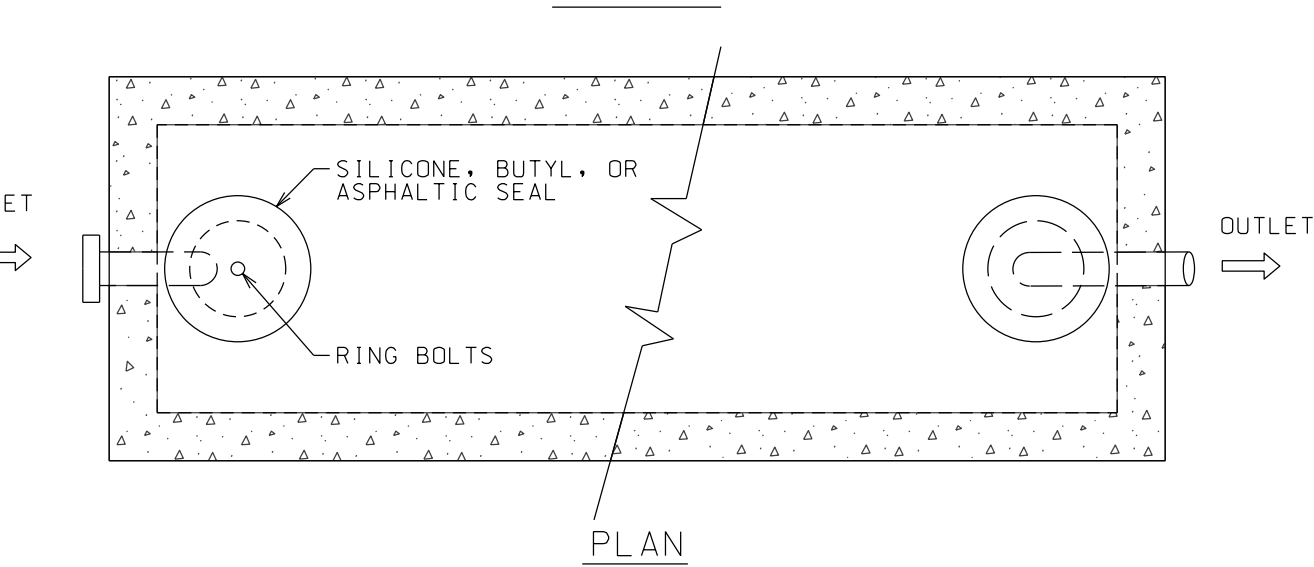 SILICONE, BUTYL, OR
ASPHALTIC SEAL
ET
OUTLET
RING BOLTS
PLAN